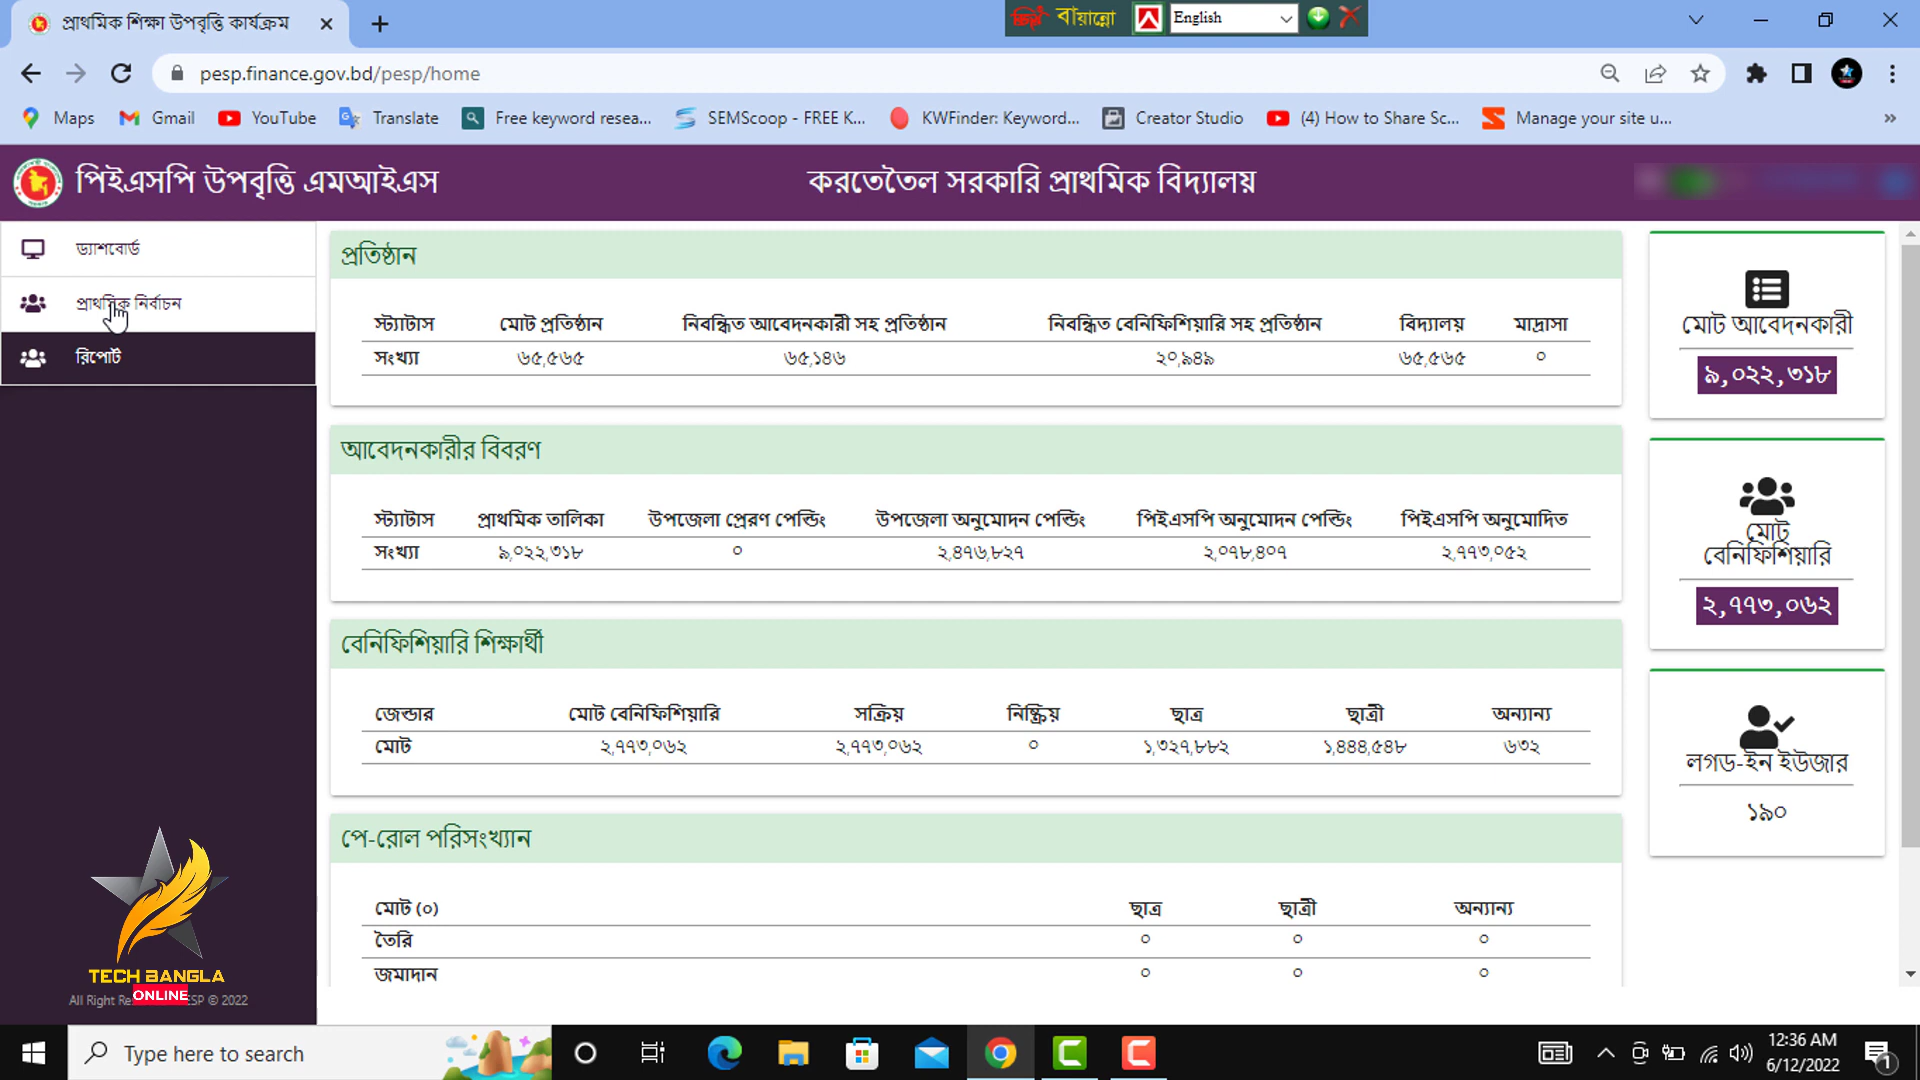 প্রাথমিক শিক্ষা উপবৃত্তি কার্যক্রম
বায়ান্নো English
pesp.finance.gov.bd/pesp/home
Maps Gmail YouTube Translate Free keyword resea... SEMScoop - FREE K... KWFinder: Keyword... Creator Studio (4) How to Share Sc... Manage your site u... »
পিইএসপি উপবৃত্তি এমআইএস করতেতৈল সরকারি প্রাথমিক বিদ্যালয়
ড্যাশবোর্ড
প্রাথমিক নির্বাচন
রিপোর্ট
প্রতিষ্ঠান
স্ট্যাটাস মোট প্রতিষ্ঠান নিবন্ধিত আবেদনকারী সহ প্রতিষ্ঠান নিবন্ধিত বেনিফিশিয়ারি সহ প্রতিষ্ঠান বিদ্যালয় মাদ্রাসা
সংখ্যা ৬৫,৫৬৫ ৬৫,১৪৬ ২০,৯৪৯ ৬৫,৫৬৫ ০
আবেদনকারীর বিবরণ
স্ট্যাটাস প্রাথমিক তালিকা উপজেলা প্রেরণ পেন্ডিং উপজেলা অনুমোদন পেন্ডিং পিইএসপি অনুমোদন পেন্ডিং পিইএসপি অনুমোদিত
সংখ্যা ৯,০২২,৩১৮ ০ ২,৪৭৬,৮২৭ ২,০৭৮,৪০৭ ২,৭৭৩,০৫২
বেনিফিশিয়ারি শিক্ষার্থী
জেন্ডার মোট বেনিফিশিয়ারি সক্রিয় নিষ্ক্রিয় ছাত্র ছাত্রী অন্যান্য
মোট ২,৭৭৩,০৬২ ২,৭৭৩,০৬২ ০ ১,৩২৭,৮৮২ ১,৪৪৪,৫৪৮ ৬৩২
পে-রোল পরিসংখ্যান
মোট (০) ছাত্র ছাত্রী অন্যান্য
তৈরি ০ ০ ০
জমাদান ০ ০ ০
মোট আবেদনকারী
৯,০২২,৩১৮
মোট
বেনিফিশিয়ারি
২,৭৭৩,০৬২
লগড-ইন ইউজার
১৯০
TECH BANGLA
ONLINE
All Right Re ESP © 2022
Type here to search
12:36 AM
6/12/2022
1